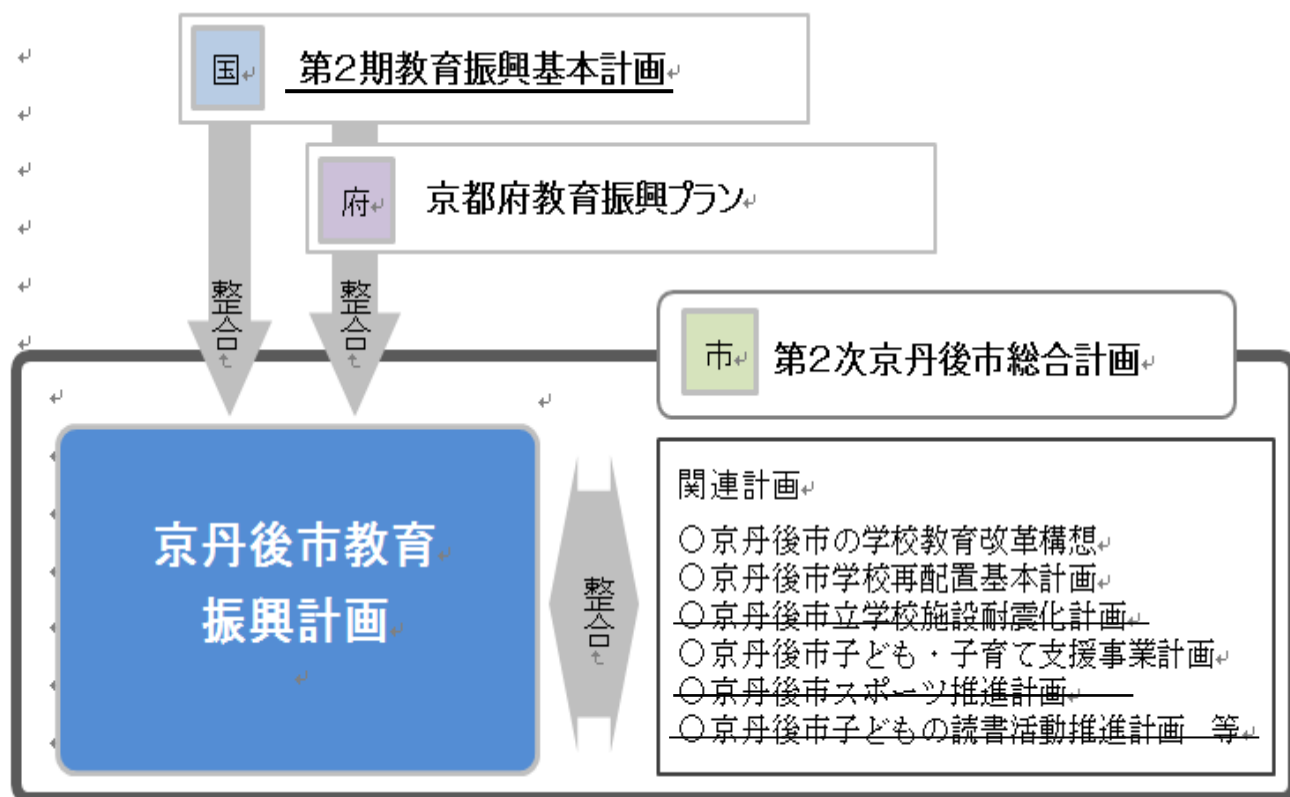 国
第2期教育振興基本計画
府
京都府教育振興プラン
整合
整合
市
第2次京丹後市総合計画
京丹後市教育
振興計画
整合
関連計画
○京丹後市の学校教育改革構想
○京丹後市学校再配置基本計画
○京丹後市立学校施設耐震化計画
○京丹後市子ども・子育て支援事業計画
○京丹後市スポーツ推進計画
○京丹後市子どもの読書活動推進計画　等